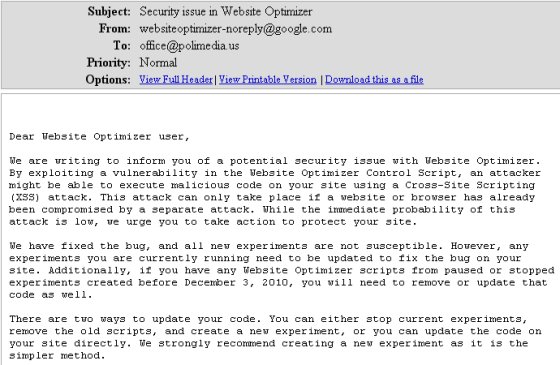 Subject: Security issue in Website Optimizer
From: websiteoptimizer-noreply@google.com
To: office@polimedia.us
Priority: Normal
Options: View Full Header | View Printable Version | Download this as a file
Dear Website Optimizer user,
We are writing to inform you of a potential security issue with Website Optimizer.
By exploiting a vulnerability in the Website Optimizer Control Script, an attacker
might be able to execute malicious code on your site using a Cross-Site Scripting
(XSS) attack. This attack can only take place if a website or browser has already
been compromised by a separate attack. While the immediate probability of this
attack is low, we urge you to take action to protect your site.
We have fixed the bug, and all new experiments are not susceptible. However, any
experiments you are currently running need to be updated to fix the bug on your
site. Additionally, if you have any Website Optimizer scripts from paused or stopped
experiments created before December 3, 2010, you will need to remove or update that
code as well.
There are two ways to update your code. You can either stop current experiments,
remove the old scripts, and create a new experiment, or you can update the code on
your site directly. We strongly recommend creating a new experiment as it is the
simpler method.